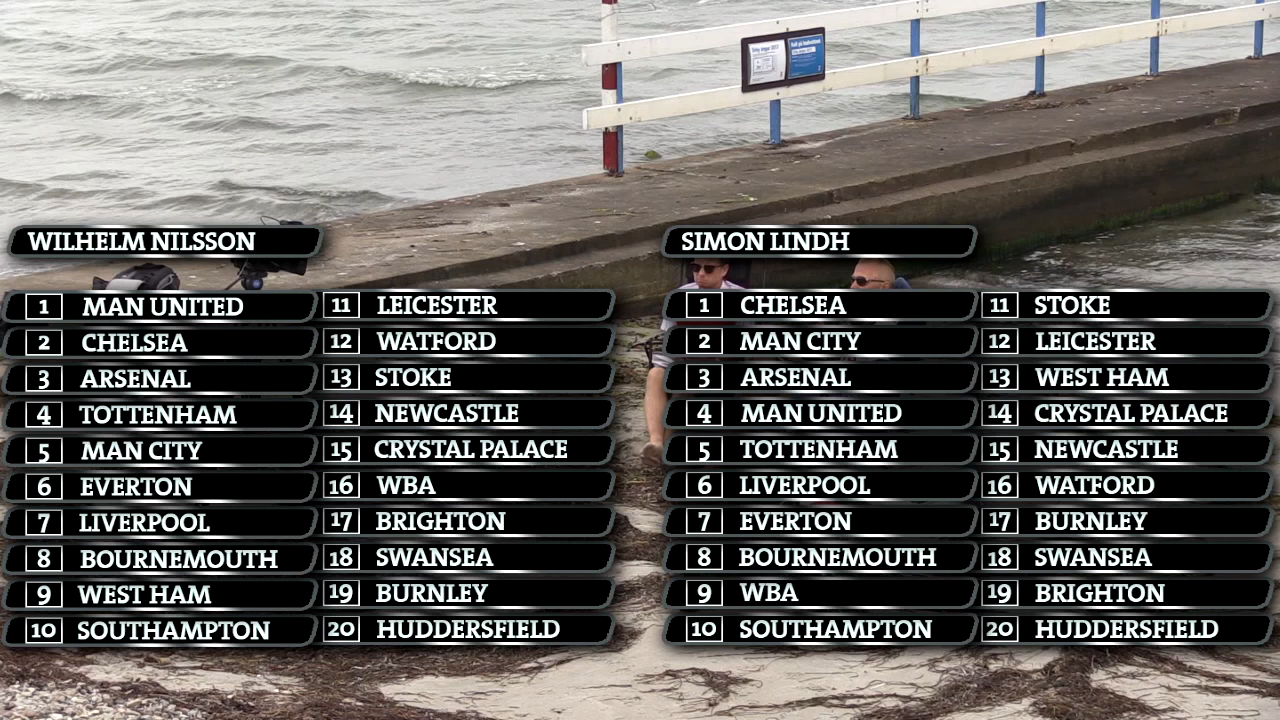 WILHELM NILSSON
1 MAN UNITED
2 CHELSEA
3 ARSENAL
4 TOTTENHAM
5 MAN CITY
6 EVERTON
7 LIVERPOOL
8 BOURNEMOUTH
9 WEST HAM
10 SOUTHAMPTON
11 LEICESTER
12 WATFORD
13 STOKE
14 NEWCASTLE
15 CRYSTAL PALACE
16 WBA
17 BRIGHTON
18 SWANSEA
19 BURNLEY
20 HUDDERSFIELD
SIMON LINDH
1 CHELSEA
2 MAN CITY
3 ARSENAL
4 MAN UNITED
5 TOTTENHAM
6 LIVERPOOL
7 EVERTON
8 BOURNEMOUTH
9 WBA
10 SOUTHAMPTON
11 STOKE
12 LEICESTER
13 WEST HAM
14 CRYSTAL PALACE
15 NEWCASTLE
16 WATFORD
17 BURNLEY
18 SWANSEA
19 BRIGHTON
20 HUDDERSFIELD